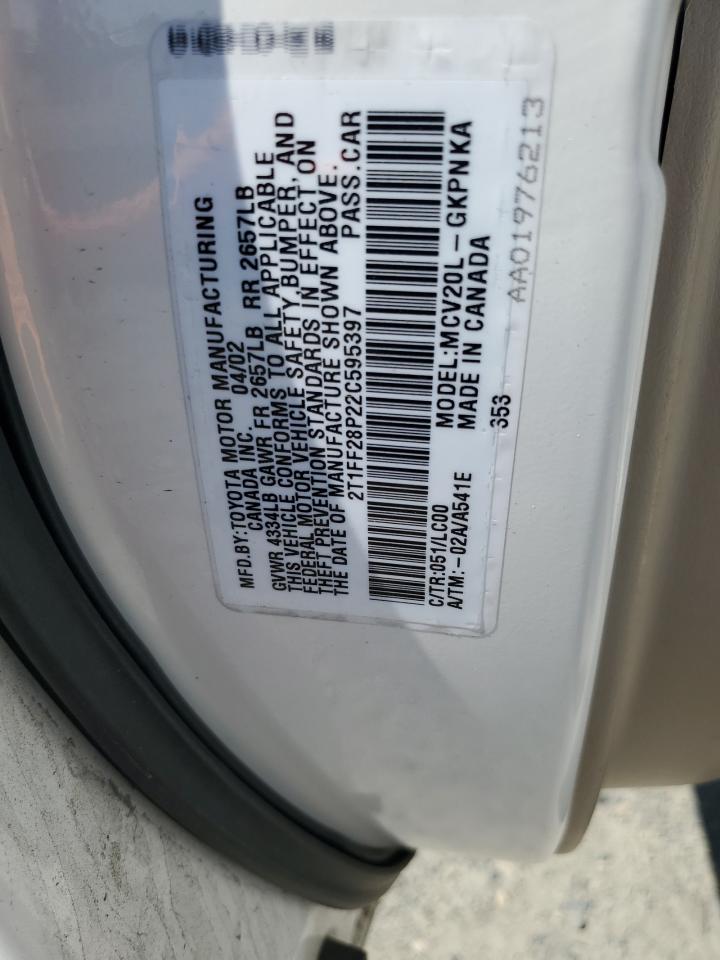 MFD.BY:TOYOTA MOTOR MANUFACTURING
CANADA INC. 04/02
GVWR 4334LB GAWR FR 2657LB RR 2657LB
THIS VEHICLE CONFORMS TO ALL APPLICABLE
FEDERAL MOTOR VEHICLE SAFETY,BUMPER,AND
THEFT PREVENTION STANDARDS IN EFFECT ON
THE DATE OF MANUFACTURE SHOWN ABOVE.
2T1FF28P22C595397 PASS.CAR
C/TR:051/LC00 MODEL:MCV20L-GKPNKA
A/TM:-02A/A541E MADE IN CANADA
353
AA01976213